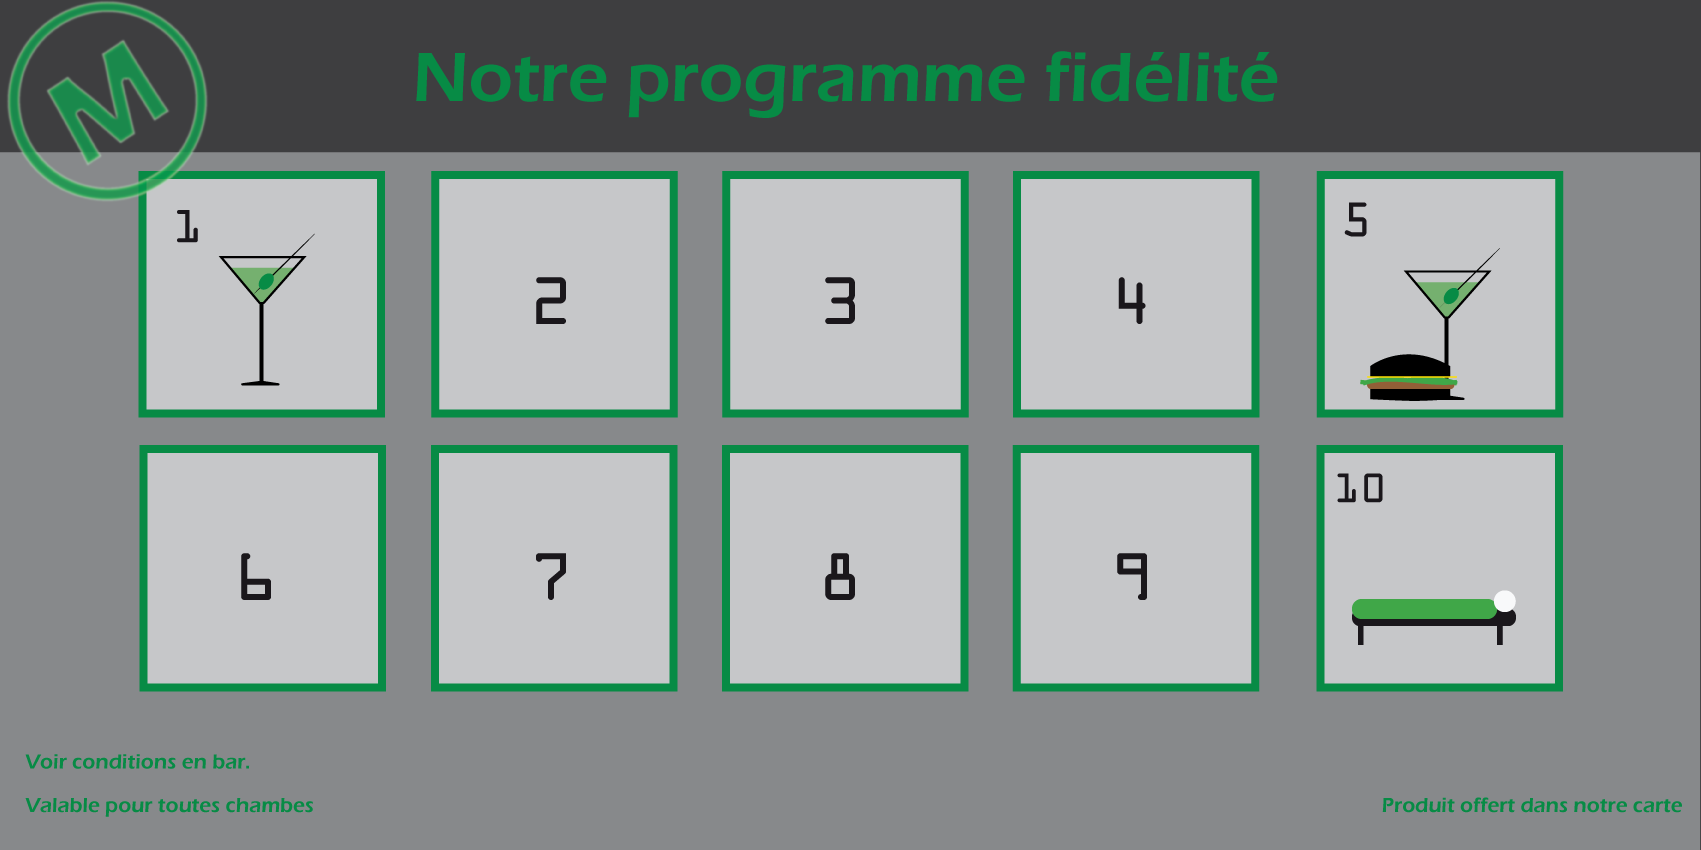 M
Notre programme fidélité
1
2
3
4
5
6
7
8
9
10
Voir conditions en bar.
Valable pour toutes chambes
Produit offert dans notre carte